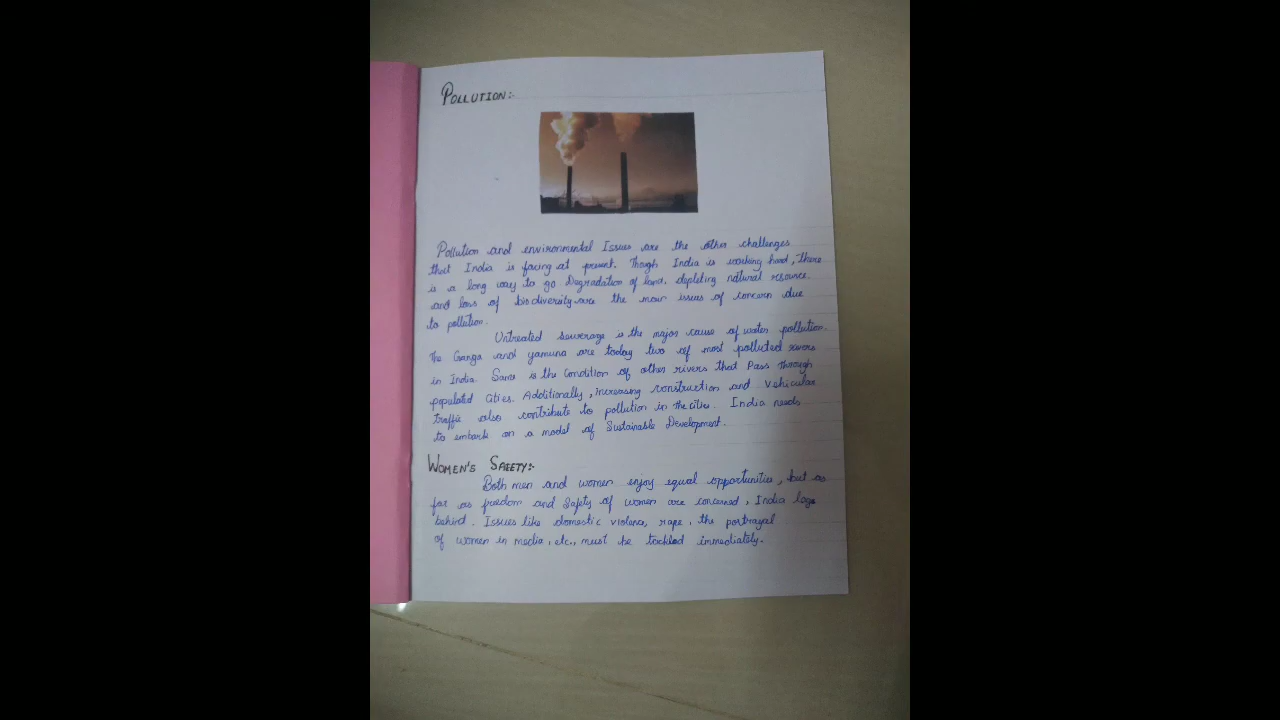 POLLUTION:-
Pollution and environmental Issues are the other challenges
that India is facing at present. Though India is working hard, there
is a long way to go Degradation of land, depleting natural resource.
and loss of biodiversity are the main issues of concern due
to pollution.
Untreated sewerage is the major cause of water pollution.
The Ganga and yamuna are today two of most polluted rivers
in India. Same is the Condition of other rivers that Pass through
populated Cities. Additionally, increasing construction and Vehicular
traffic also contribute to pollution in the cities. India needs
to embark on a model of Sustainable Development.
WOMEN'S SAFETY:-
Both men and women enjoy equal opportunities, but as
far as freedom and Safety of women are concerned, India lags
behind. Issues like domestic violence, rape, the portrayal
of women in media, etc., must be tackled immediately.